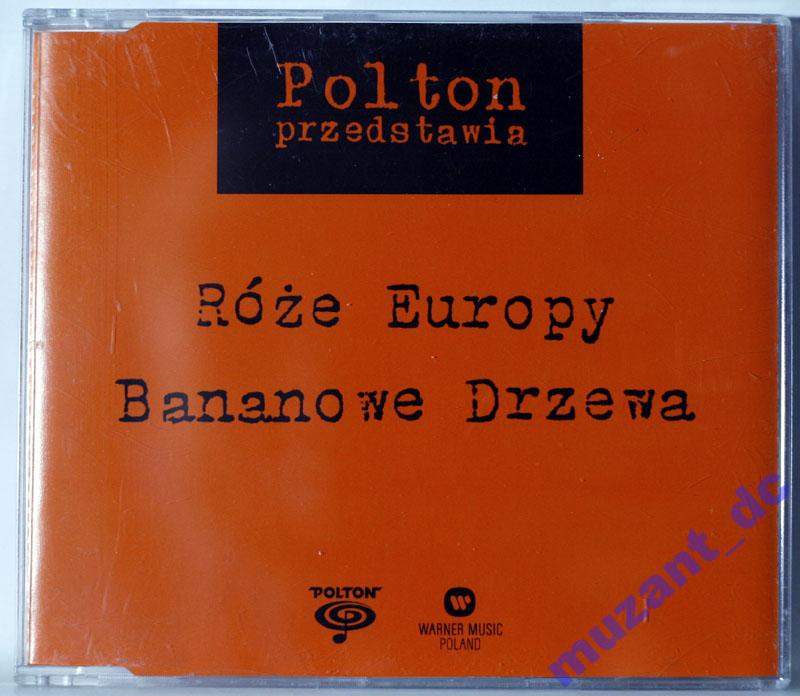 Polton
przedstawia
Róże Europy
Bananowe Drzewa
POLTON
WARNER MUSIC
POLAND
muzant_dc